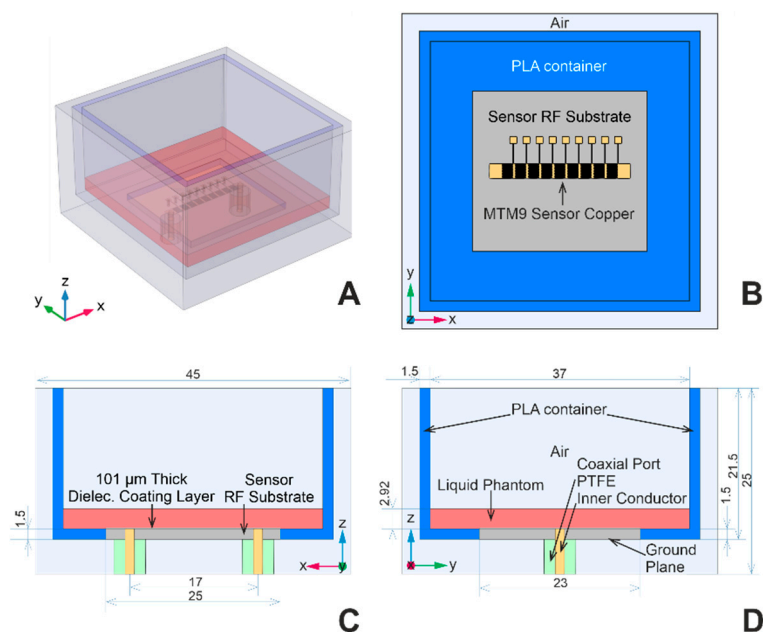 z
y
x
A
Air
PLA container
Sensor RF Substrate
MTM9 Sensor Copper
y
z
x
B
45
101 µm Thick
Dielec. Coating Layer
Sensor
RF Substrate
1.5
z
x
y
17
25
C
1.5
37
PLA container
Air
Coaxial Port
PTFE
Inner Conductor
Liquid Phantom
2.92
21.5
25
1.5
z
x
y
Ground
Plane
23
D